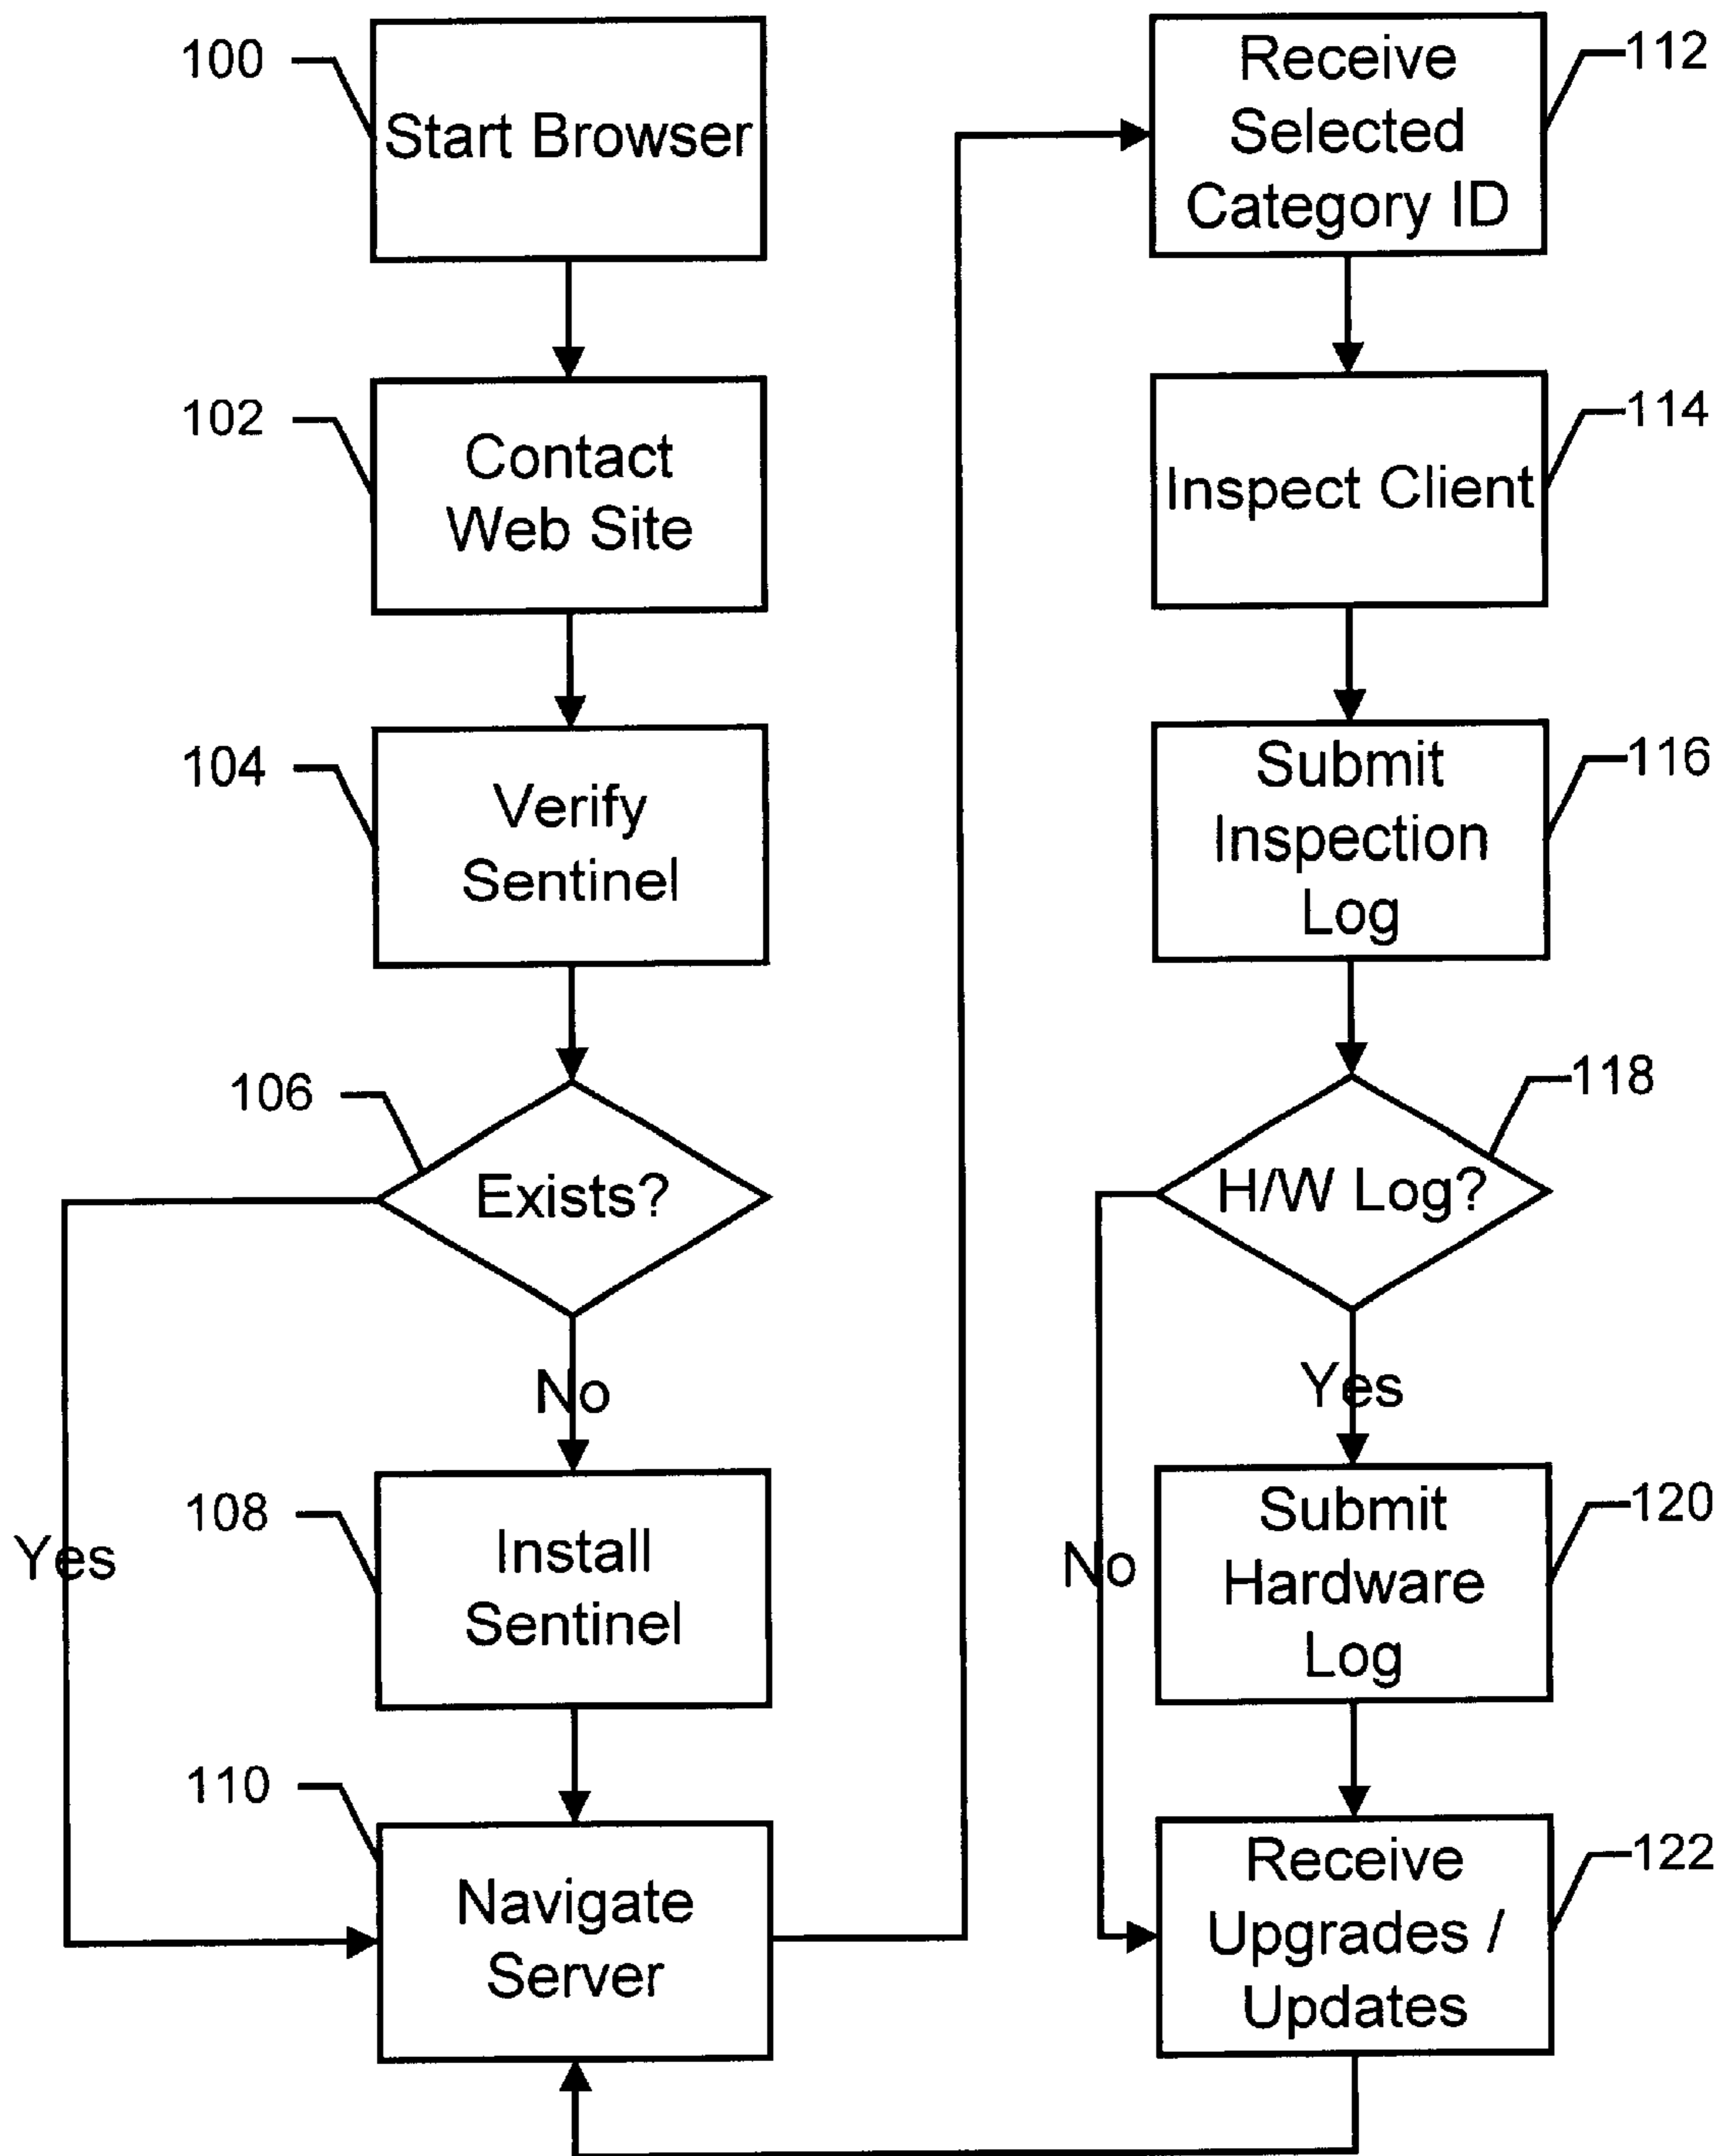 100
Start Browser
102
Contact
Web Site
104
Verify
Sentinel
106
Exists?
Yes
No
108
Install
Sentinel
110
Navigate
Server
112
Receive
Selected
Category ID
114
Inspect Client
116
Submit
Inspection
Log
118
H/W Log?
No
Yes
120
Submit
Hardware
Log
122
Receive
Upgrades /
Updates